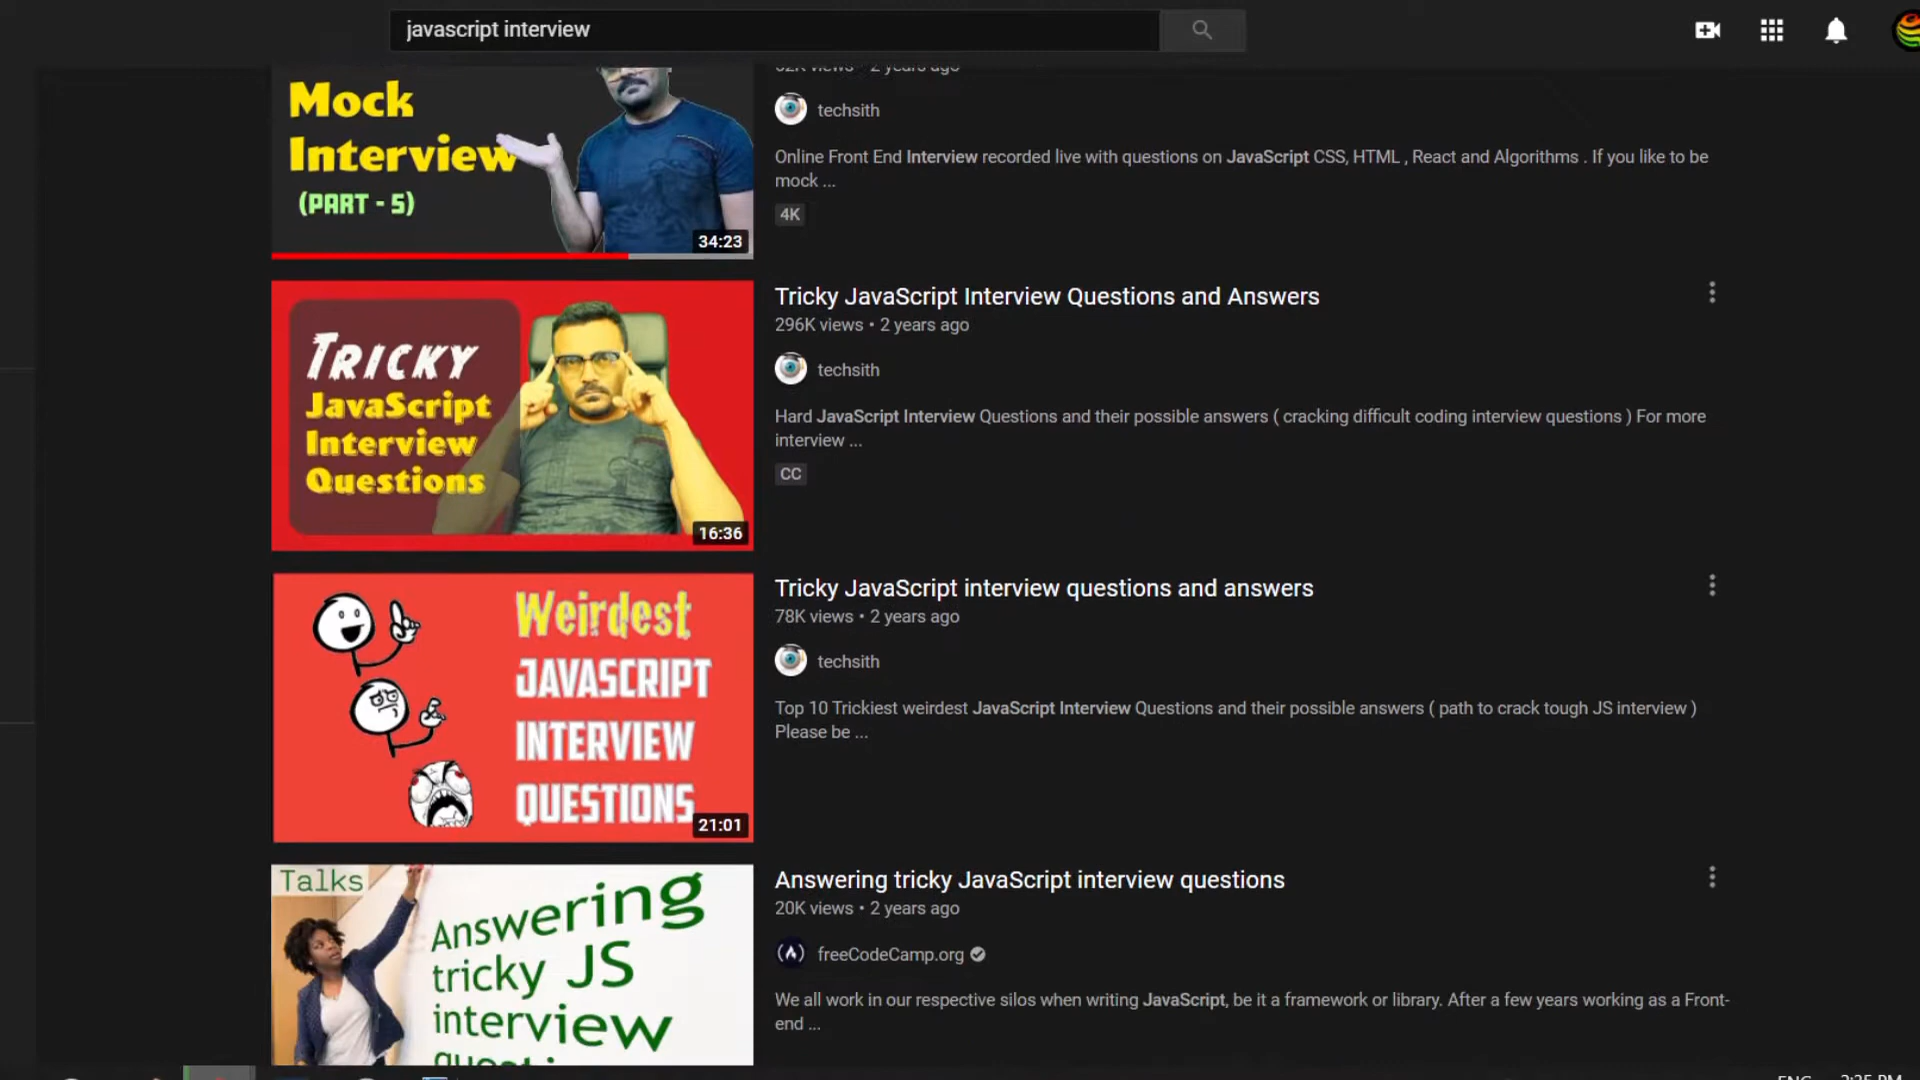 javascript interview
Mock
Interview
(PART - 5)
34:23
62K views • 2 years ago
techsith
Online Front End Interview recorded live with questions on JavaScript CSS, HTML , React and Algorithms . If you like to be
mock ...
4K
TRICKY
JavaScript
Interview
Questions
16:36
Tricky JavaScript Interview Questions and Answers
296K views • 2 years ago
techsith
Hard JavaScript Interview Questions and their possible answers ( cracking difficult coding interview questions ) For more
interview ...
CC
Weirdest
JAVASCRIPT
INTERVIEW
QUESTIONS
21:01
Tricky JavaScript interview questions and answers
78K views • 2 years ago
techsith
Top 10 Trickiest weirdest JavaScript Interview Questions and their possible answers ( path to crack tough JS interview )
Please be ...
Talks
Answering
tricky JS
interview
Answering tricky JavaScript interview questions
20K views • 2 years ago
freeCodeCamp.org
We all work in our respective silos when writing JavaScript, be it a framework or library. After a few years working as a Front-
end ...